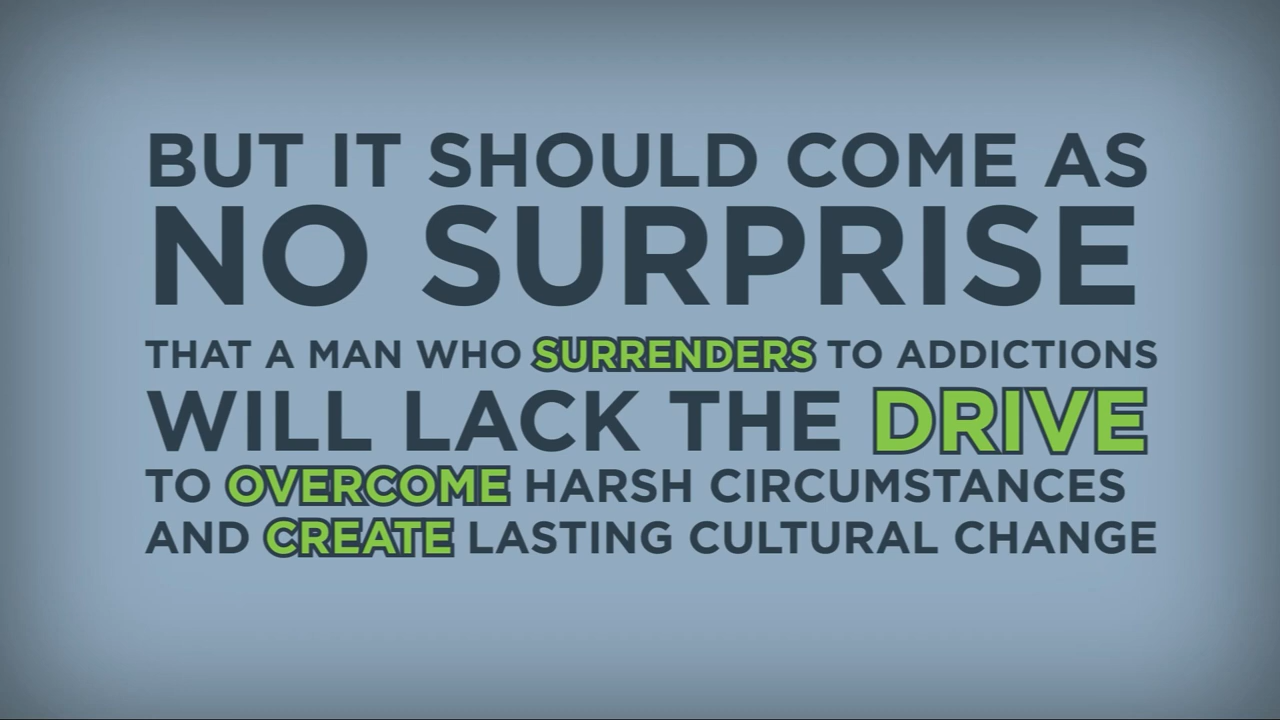 BUT IT SHOULD COME AS
NO SURPRISE
THAT A MAN WHO SURRENDERS TO ADDICTIONS
WILL LACK THE DRIVE
TO OVERCOME HARSH CIRCUMSTANCES
AND CREATE LASTING CULTURAL CHANGE